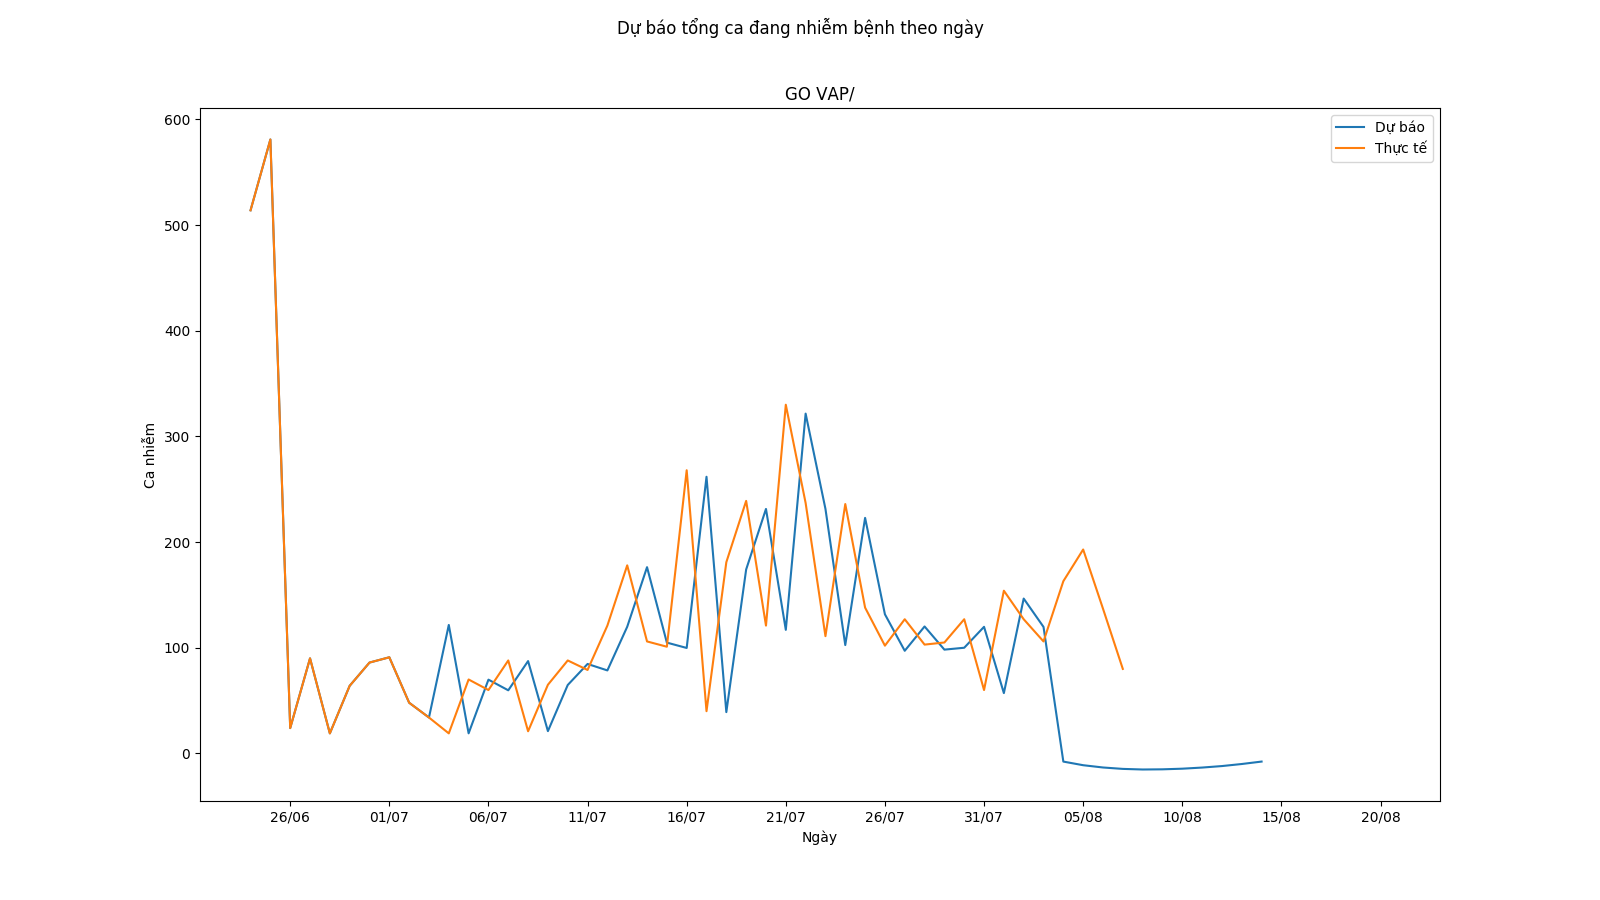 Dự báo tổng ca đang nhiễm bệnh theo ngày
GO VAP/
Dự báo
Thực tế
600
500
400
300
200
100
0
Ca nhiễm
26/06 01/07 06/07 11/07 16/07 21/07 26/07 31/07 05/08 10/08 15/08 20/08
Ngày